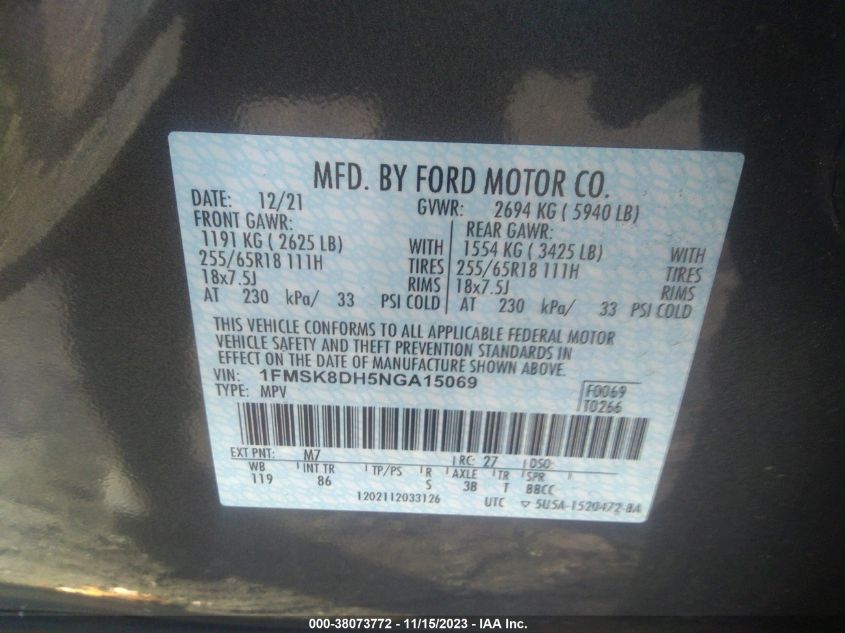 MFD. BY FORD MOTOR CO.
DATE: 12/21 GVWR: 2694 KG ( 5940 LB)
FRONT GAWR: REAR GAWR:
1191 KG ( 2625 LB) WITH 1554 KG ( 3425 LB) WITH
255/65R18 111H TIRES 255/65R18 111H TIRES
18x7.5J RIMS 18x7.5J RIMS
AT 230 kPa/ 33 PSI COLD AT 230 kPa/ 33 PSI COLD
THIS VEHICLE CONFORMS TO ALL APPLICABLE FEDERAL MOTOR
VEHICLE SAFETY AND THEFT PREVENTION STANDARDS IN
EFFECT ON THE DATE OF MANUFACTURE SHOWN ABOVE.
VIN: 1FMSK8DH5NGA15069 F0069
TYPE: MPV T0266
EXT PNT: M7 RC: 27 DSO:
WB INT TR TP/PS R AXLE TR SPR
119 86 S 3B T BBCC
1202112033126 UTC ▽ 5U5A-1520472-BA
000-38073772 - 11/15/2023 - IAA Inc.